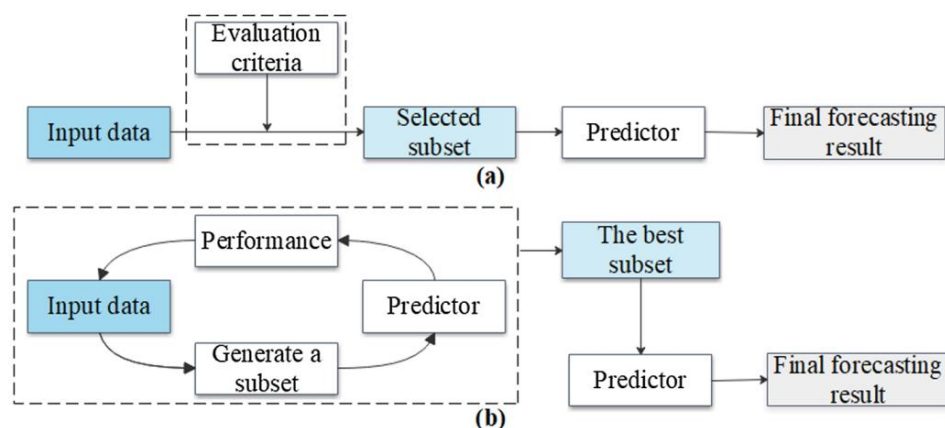 Evaluation
criteria
Input data
Selected
subset
Predictor
Final forecasting
result
(a)
Performance
Input data
Predictor
Generate a
subset
The best
subset
Predictor
Final forecasting
result
(b)